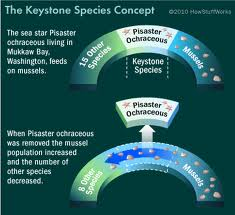 The Keystone Species Concept
©2010 HowStuffWorks
The sea star Pisaster
ochraceous living in
Mukkaw Bay,
Washington, feeds
on mussels.
15 Other
Species
Pisaster
Ochraceous
Keystone
Species
Mussels
When Pisaster ochraceous
was removed the mussel
population increased and
the number of
other species
decreased.
Pisaster
Ochraceous
8 Other
Species
Mussels